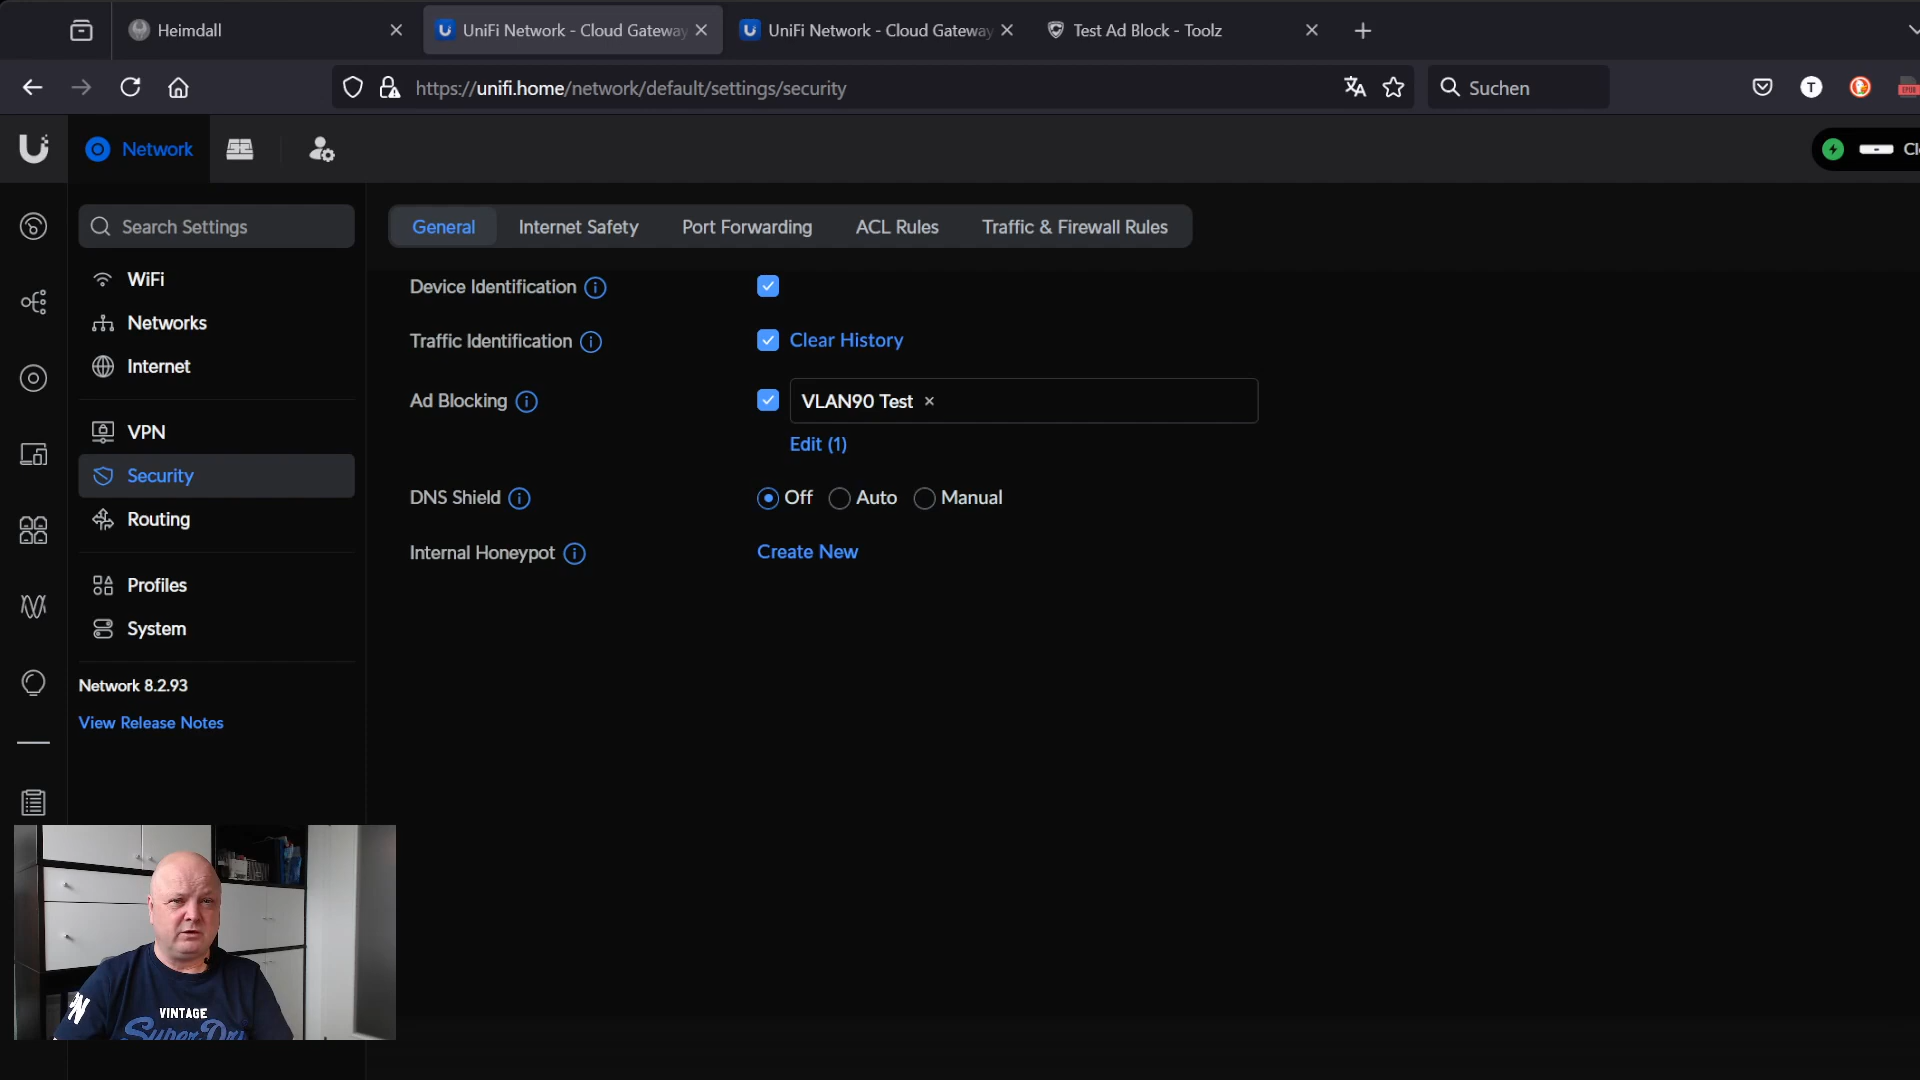 Heimdall
UniFi Network - Cloud Gateway
UniFi Network - Cloud Gateway
Test Ad Block - Toolz
https://unifi.home/network/default/settings/security
Suchen
T
Network
Search Settings
General
Internet Safety
Port Forwarding
ACL Rules
Traffic & Firewall Rules
WiFi
Networks
Internet
VPN
Security
Routing
Profiles
System
Network 8.2.93
View Release Notes
Device Identification
Traffic Identification
Clear History
Ad Blocking
VLAN90 Test
Edit (1)
DNS Shield
Off
Auto
Manual
Internal Honeypot
Create New
VINTAGE
SuperDry